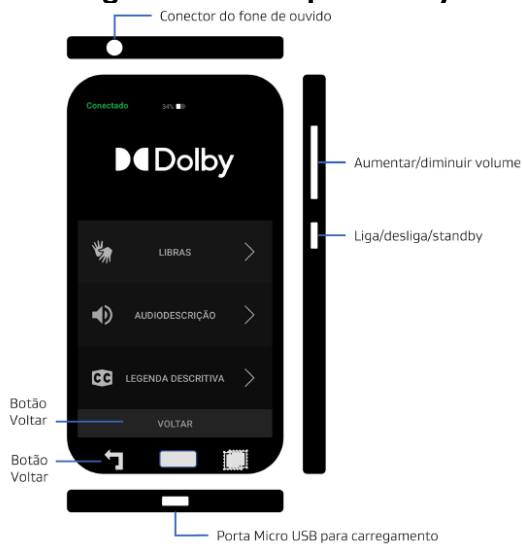 Conector do fone de ouvido
Conectado 34%
Dolby
Aumentar/diminuir volume
LIBRAS
Liga/desliga/standby
AUDIODESCRIÇÃO
CC LEGENDA DESCRITIVA
Botão
Voltar
VOLTAR
Botão
Voltar
Porta Micro USB para carregamento